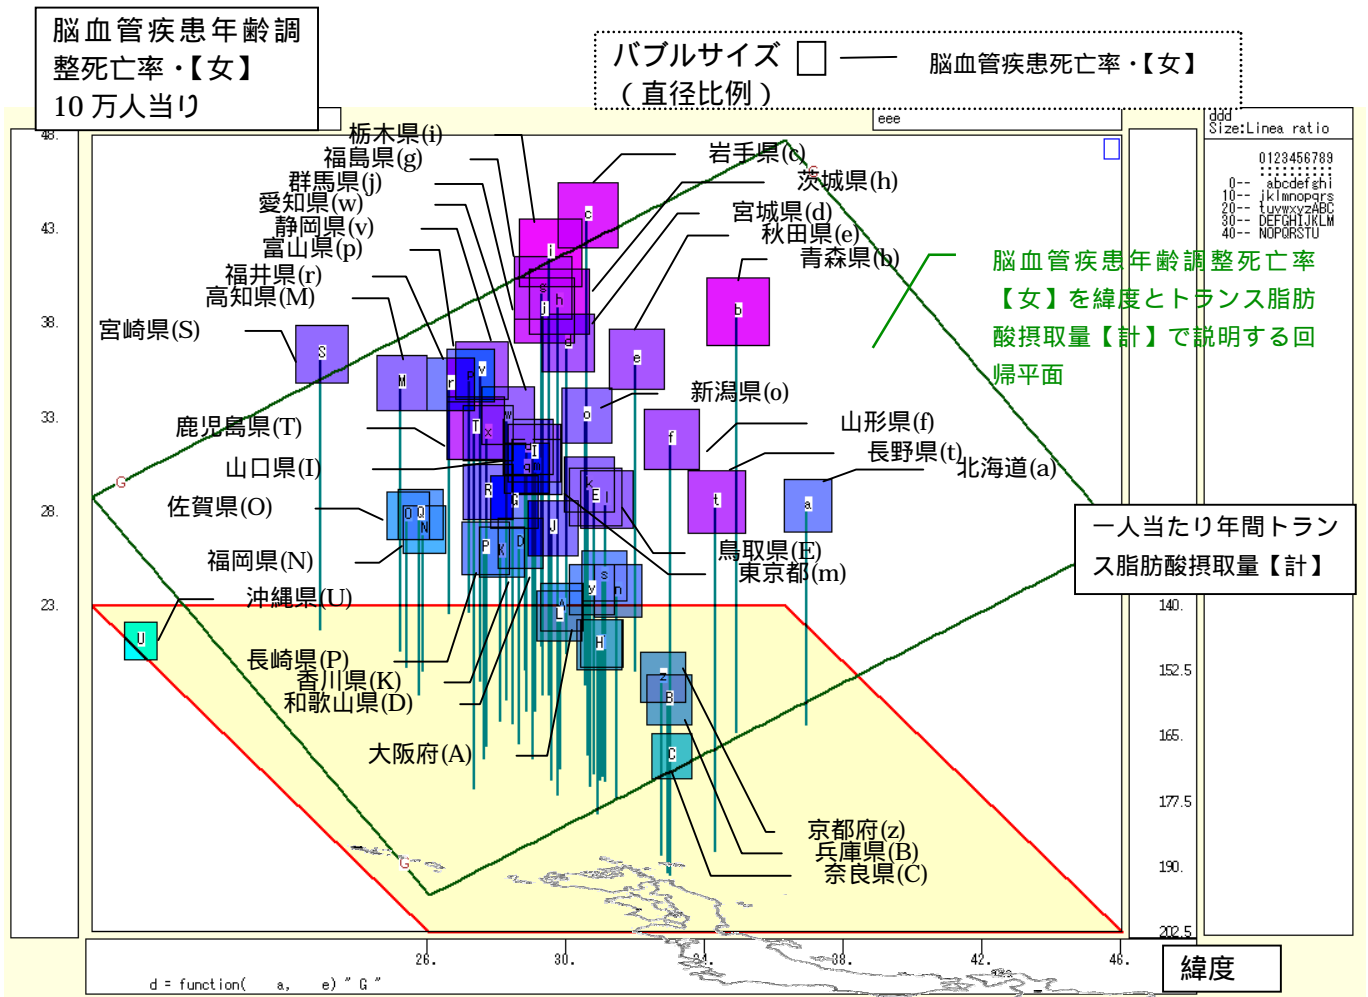 脳血管疾患年齢調
整死亡率・【女】
10 万人当り
バブルサイズ
（直径比例）
脳血管疾患死亡率・【女】
eee
ddd
Size:Linea ratio
0123456789
0-- abcdefghi
10-- jklmnopqrs
20-- tuvwxyzABC
30-- DEFGHIJKLM
40-- NOPQRSTU
48.
43.
38.
33.
28.
23.
栃木県(i)
福島県(g)
群馬県(j)
愛知県(w)
静岡県(v)
富山県(p)
福井県(r)
高知県(M)
宮崎県(S)
鹿児島県(T)
山口県(I)
佐賀県(O)
福岡県(N)
沖縄県(U)
長崎県(P)
香川県(K)
和歌山県(D)
大阪府(A)
岩手県(c)
茨城県(h)
宮城県(d)
秋田県(e)
青森県(b)
新潟県(o)
山形県(f)
長野県(t)
北海道(a)
鳥取県(E)
東京都(m)
京都府(z)
兵庫県(B)
奈良県(C)
脳血管疾患年齢調整死亡率
【女】を緯度とトランス脂肪
酸摂取量【計】で説明する回
帰平面
一人当たり年間トラン
ス脂肪酸摂取量【計】
140.
152.5
165.
177.5
190.
202.5
26.
30.
34.
38.
42.
46.
緯度
d = function( a, e) " G "